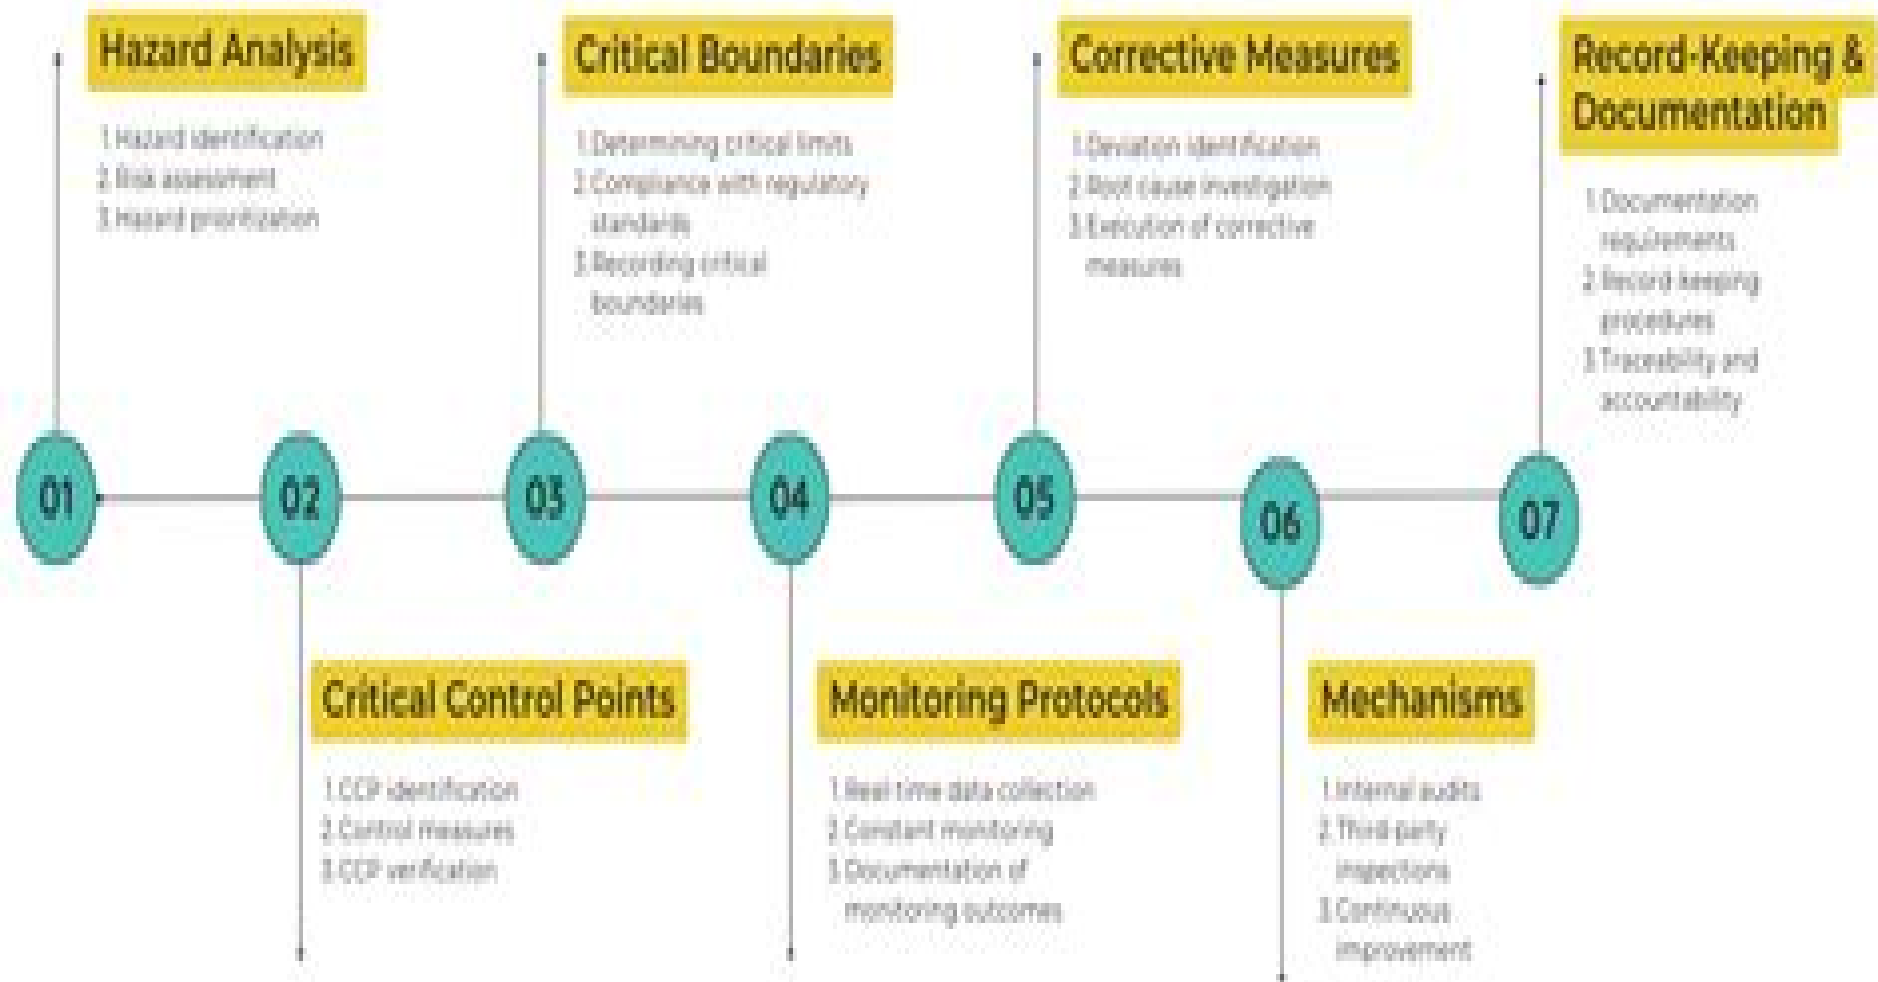 Hazard Analysis
1.Hazard identification
2.Risk assessment
3.Hazard prioritization
Critical Boundaries
1.Determining critical limits
2.Compliance with regulatory
standards
3.Recording critical
boundaries
Corrective Measures
1.Deviation identification
2.Root cause investigation
3.Execution of corrective
measures
Record-Keeping &
Documentation
1.Documentation
requirements
2.Record-keeping
procedures
3.Traceability and
accountability
01
02
03
04
05
06
07
Critical Control Points
1.CCP identification
2.Control measures
3.CCP verification
Monitoring Protocols
1.Real-time data collection
2.Constant monitoring
3.Documentation of
monitoring outcomes
Mechanisms
1.Internal audits
2.Third-party
inspections
3.Continuous
improvement